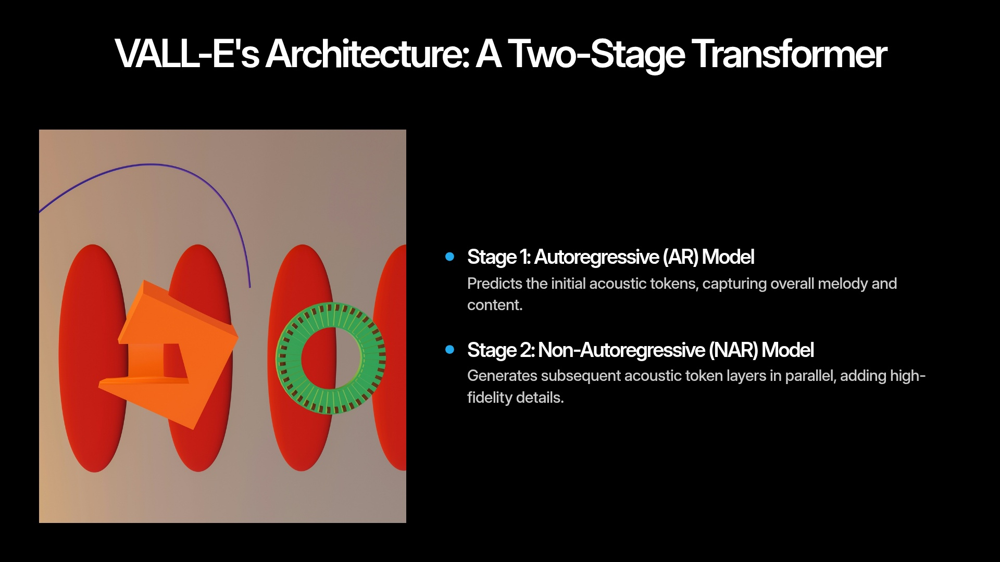 VALL-E's Architecture: A Two-Stage Transformer
Stage 1: Autoregressive (AR) Model
Predicts the initial acoustic tokens, capturing overall melody and
content.
Stage 2: Non-Autoregressive (NAR) Model
Generates subsequent acoustic token layers in parallel, adding high-
fidelity details.